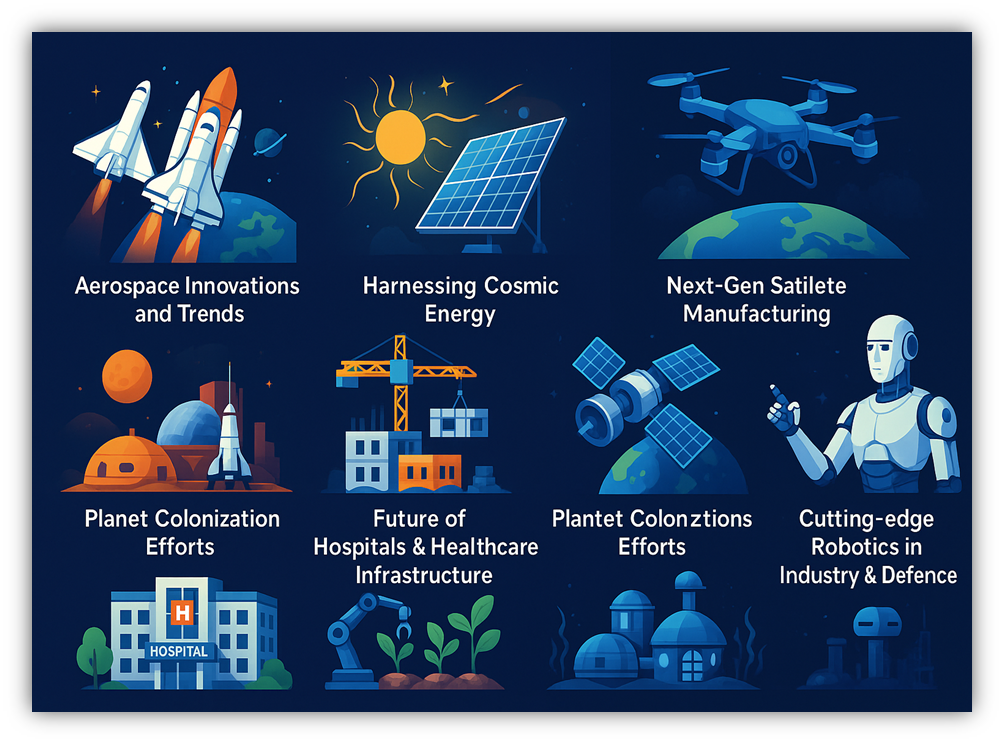 Aerospace Innovations
and Trends
Harnessing Cosmic
Energy
Next-Gen Satilete
Manufacturing
Planet Colonization
Efforts
Future of
Hospitals & Healthcare
Infrastructure
Plantet Colonztions
Efforts
Cutting-edge
Robotics in
Industry & Defence
H
HOSPITAL